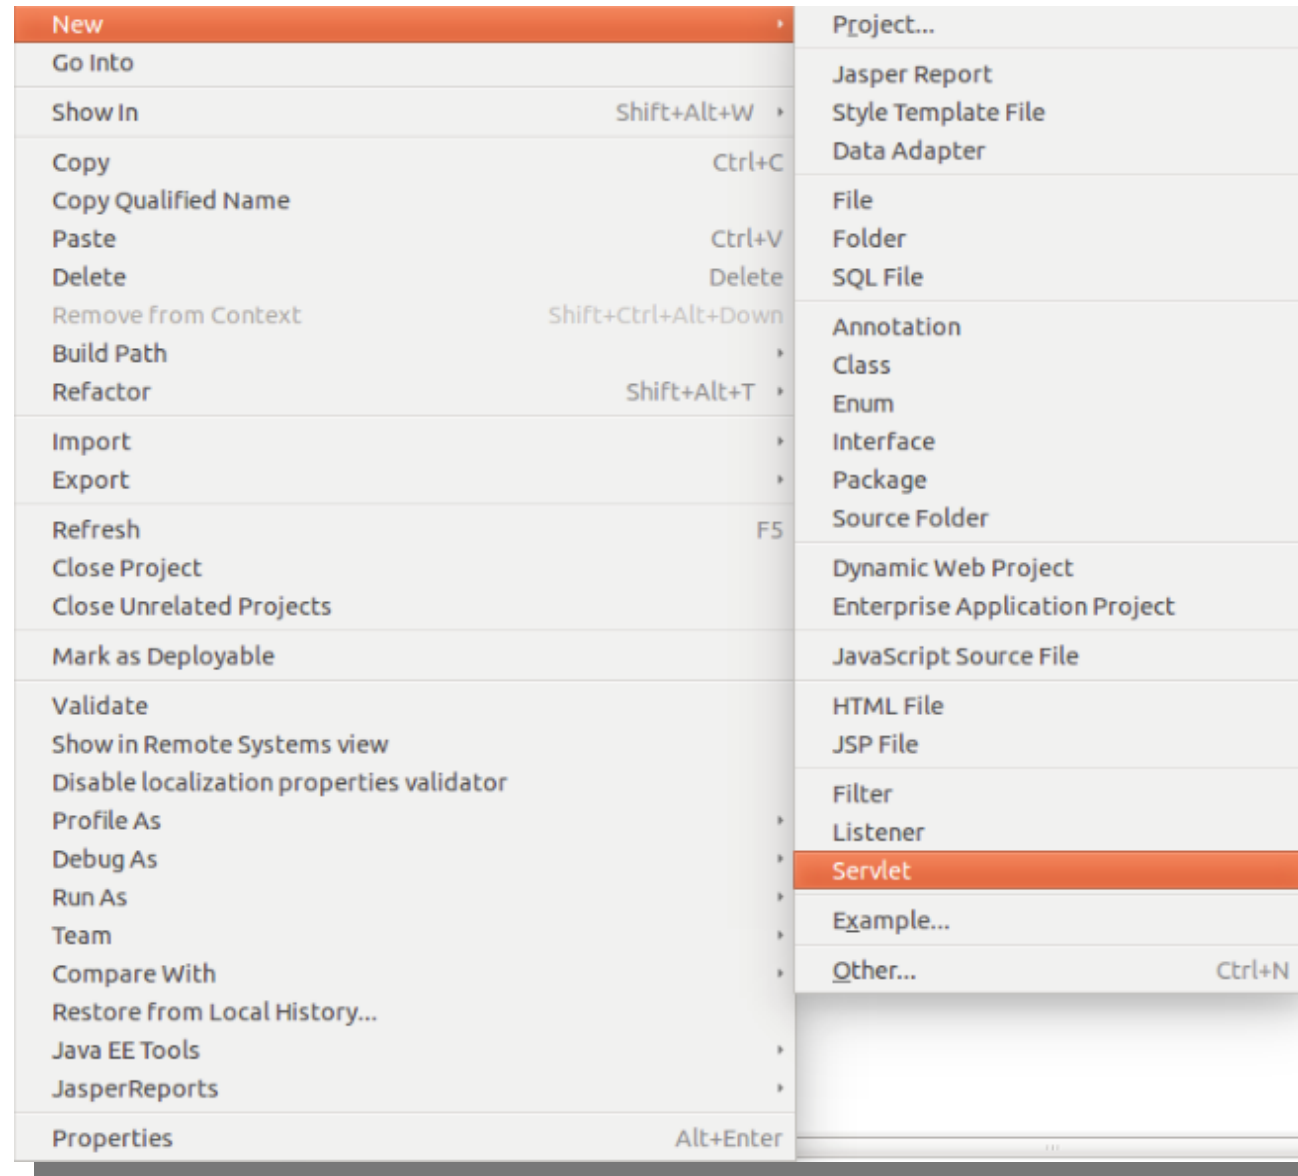 New
Go Into
Show In Shift+Alt+W
Copy Ctrl+C
Copy Qualified Name
Paste Ctrl+V
Delete Delete
Remove from Context Shift+Ctrl+Alt+Down
Build Path
Refactor Shift+Alt+T
Import
Export
Refresh F5
Close Project
Close Unrelated Projects
Mark as Deployable
Validate
Show in Remote Systems view
Disable localization properties validator
Profile As
Debug As
Run As
Team
Compare With
Restore from Local History...
Java EE Tools
JasperReports
Properties Alt+Enter
Project...
Jasper Report
Style Template File
Data Adapter
File
Folder
SQL File
Annotation
Class
Enum
Interface
Package
Source Folder
Dynamic Web Project
Enterprise Application Project
JavaScript Source File
HTML File
JSP File
Filter
Listener
Servlet
Example...
Other... Ctrl+N